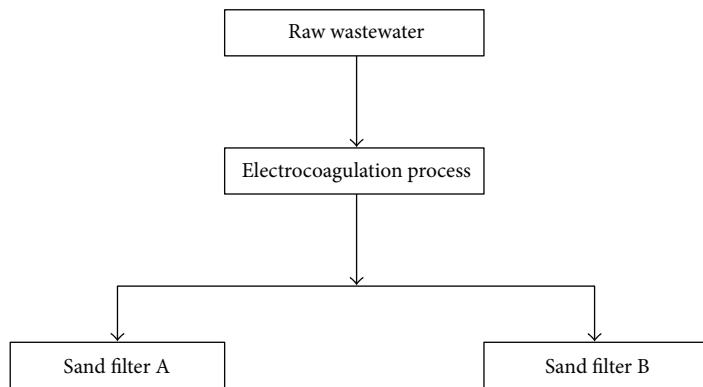 Raw wastewater
Electrocoagulation process
Sand filter A
Sand filter B